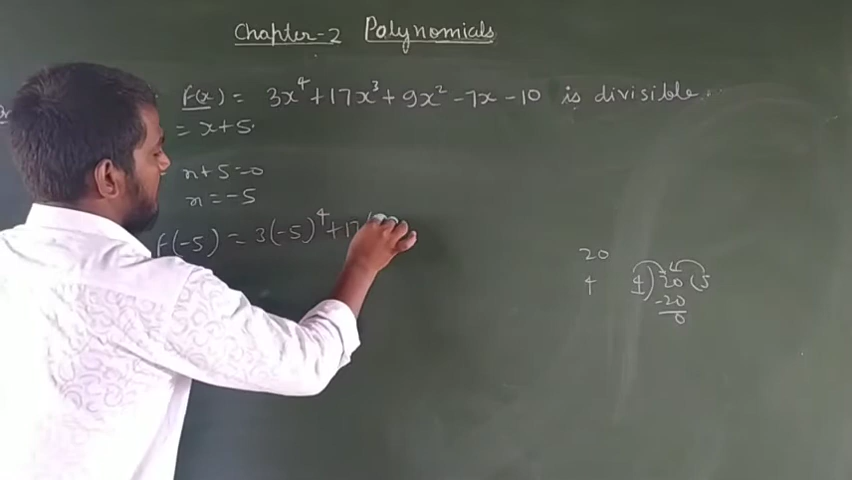 Chapter-2 Polynomials
F(x) = 3x⁴ + 17x³ + 9x² - 7x - 10 is divisible..
= x+5.
x+5=0
x = -5
F(-5) = 3(-5)⁴ + 17(
20
4 4) 20 (5
-20
0